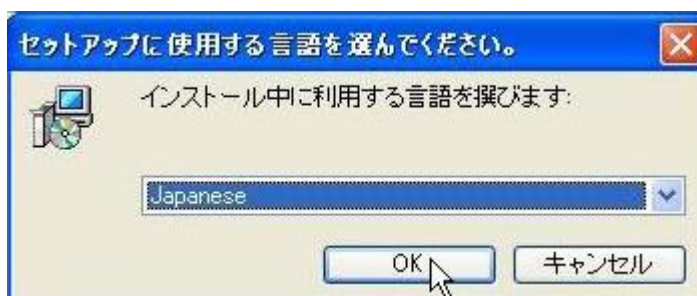 セットアップに使用する言語を選んでください。
インストール中に利用する言語を撰びます:
Japanese
OK キャンセル